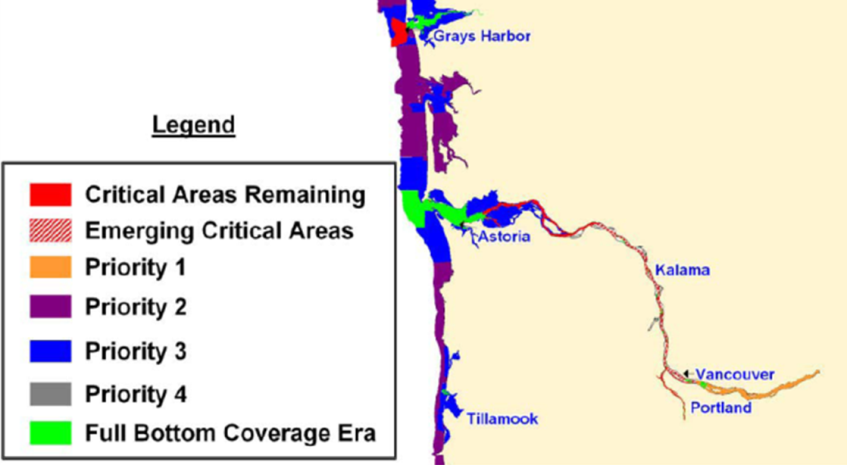 Grays Harbor
Legend
Critical Areas Remaining
Emerging Critical Areas
Priority 1
Priority 2
Priority 3
Priority 4
Full Bottom Coverage Era
Astoria
Kalama
Vancouver
Portland
Tillamook